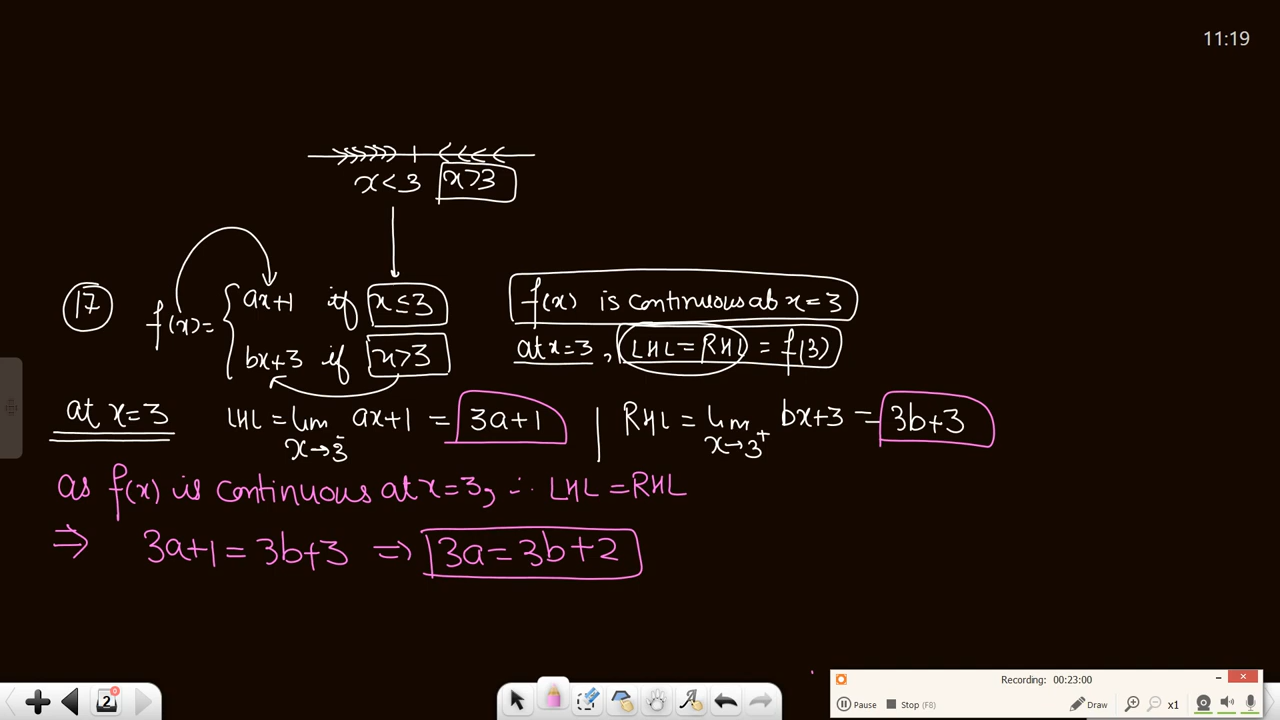 11:19
x<3 x>3
17 f(x)= { ax+1 if x≤3
bx+3 if x>3
f(x) is continuous at x=3
at x=3, LHL=RHL = f(3)
at x=3 LHL = lim x→3⁻ ax+1 = 3a+1 | RHL = lim x→3⁺ bx+3 = 3b+3
as f(x) is continuous at x=3, ∴ LHL=RHL
⇒ 3a+1 = 3b+3 ⇒ 3a=3b+2
2 0
Recording: 00:23:00
Pause Stop (F8) Draw x1